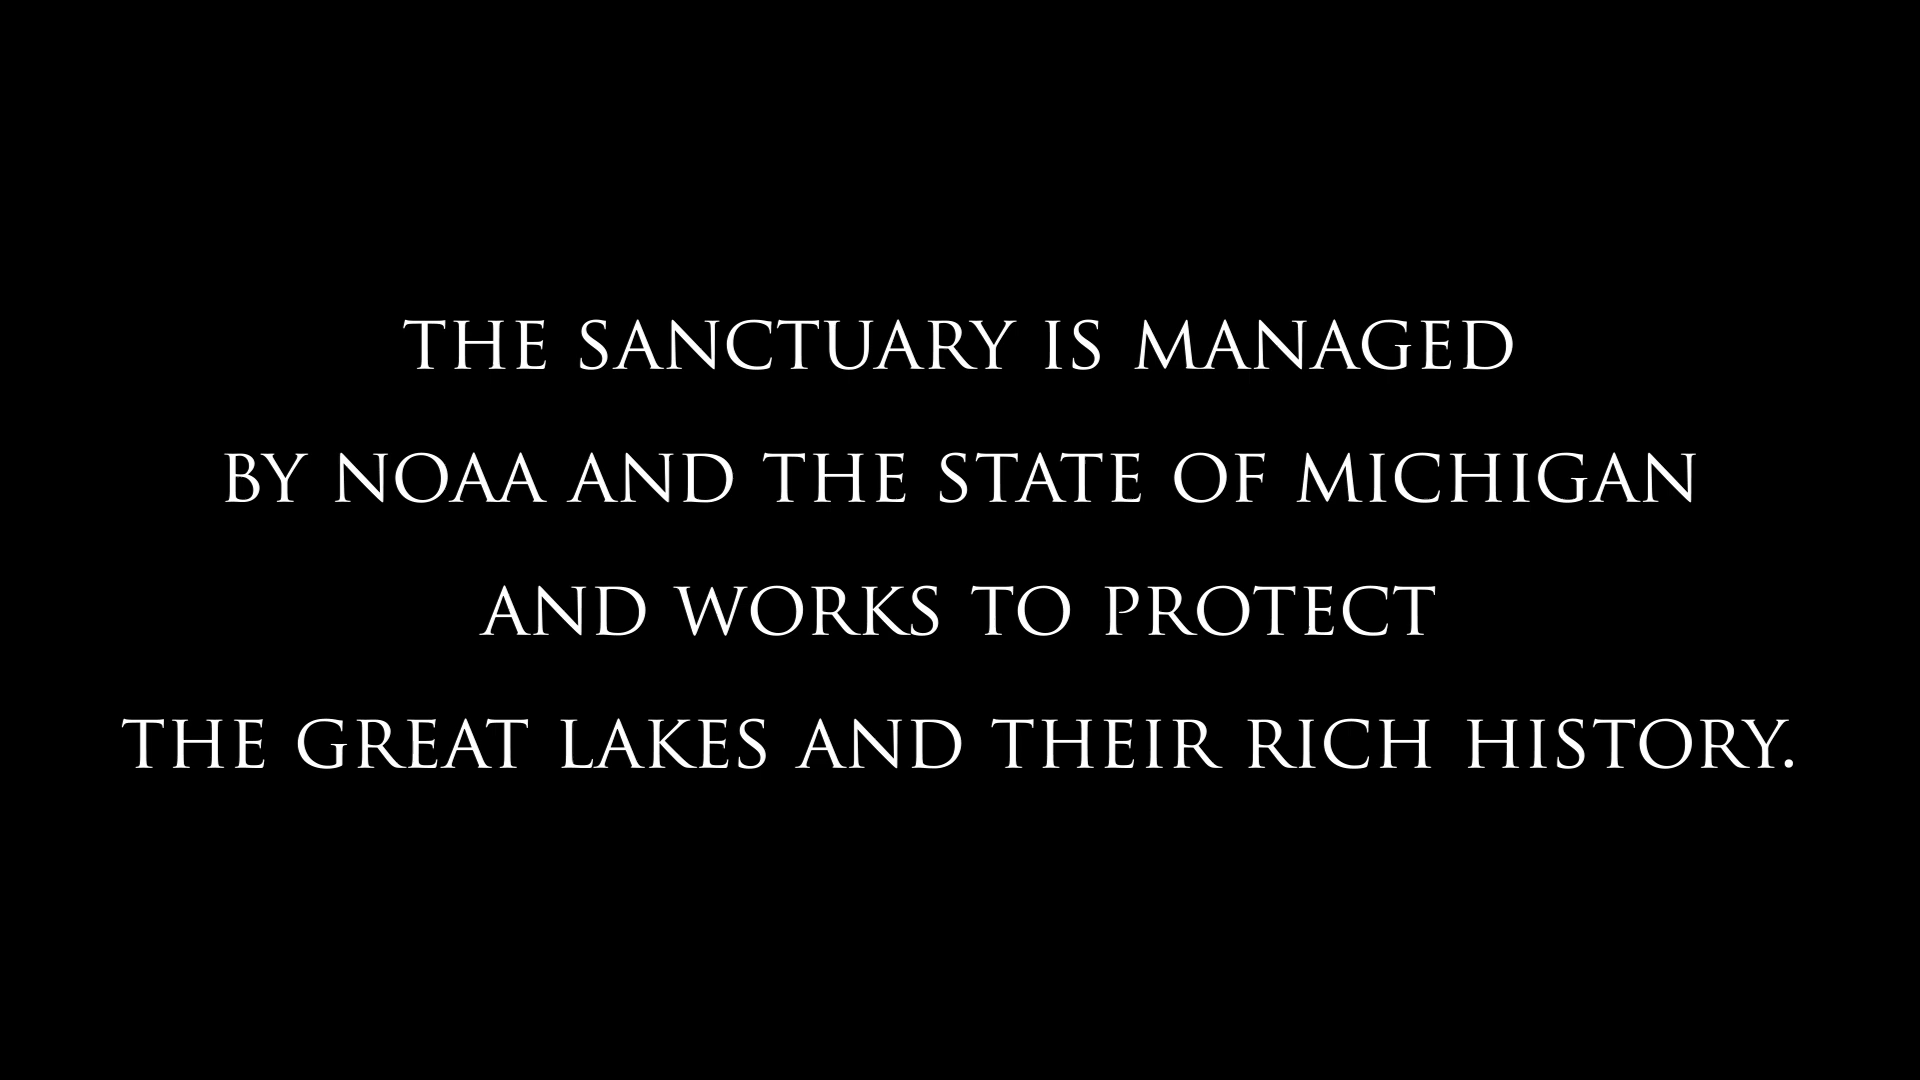 THE SANCTUARY IS MANAGED
BY NOAA AND THE STATE OF MICHIGAN
AND WORKS TO PROTECT
THE GREAT LAKES AND THEIR RICH HISTORY.